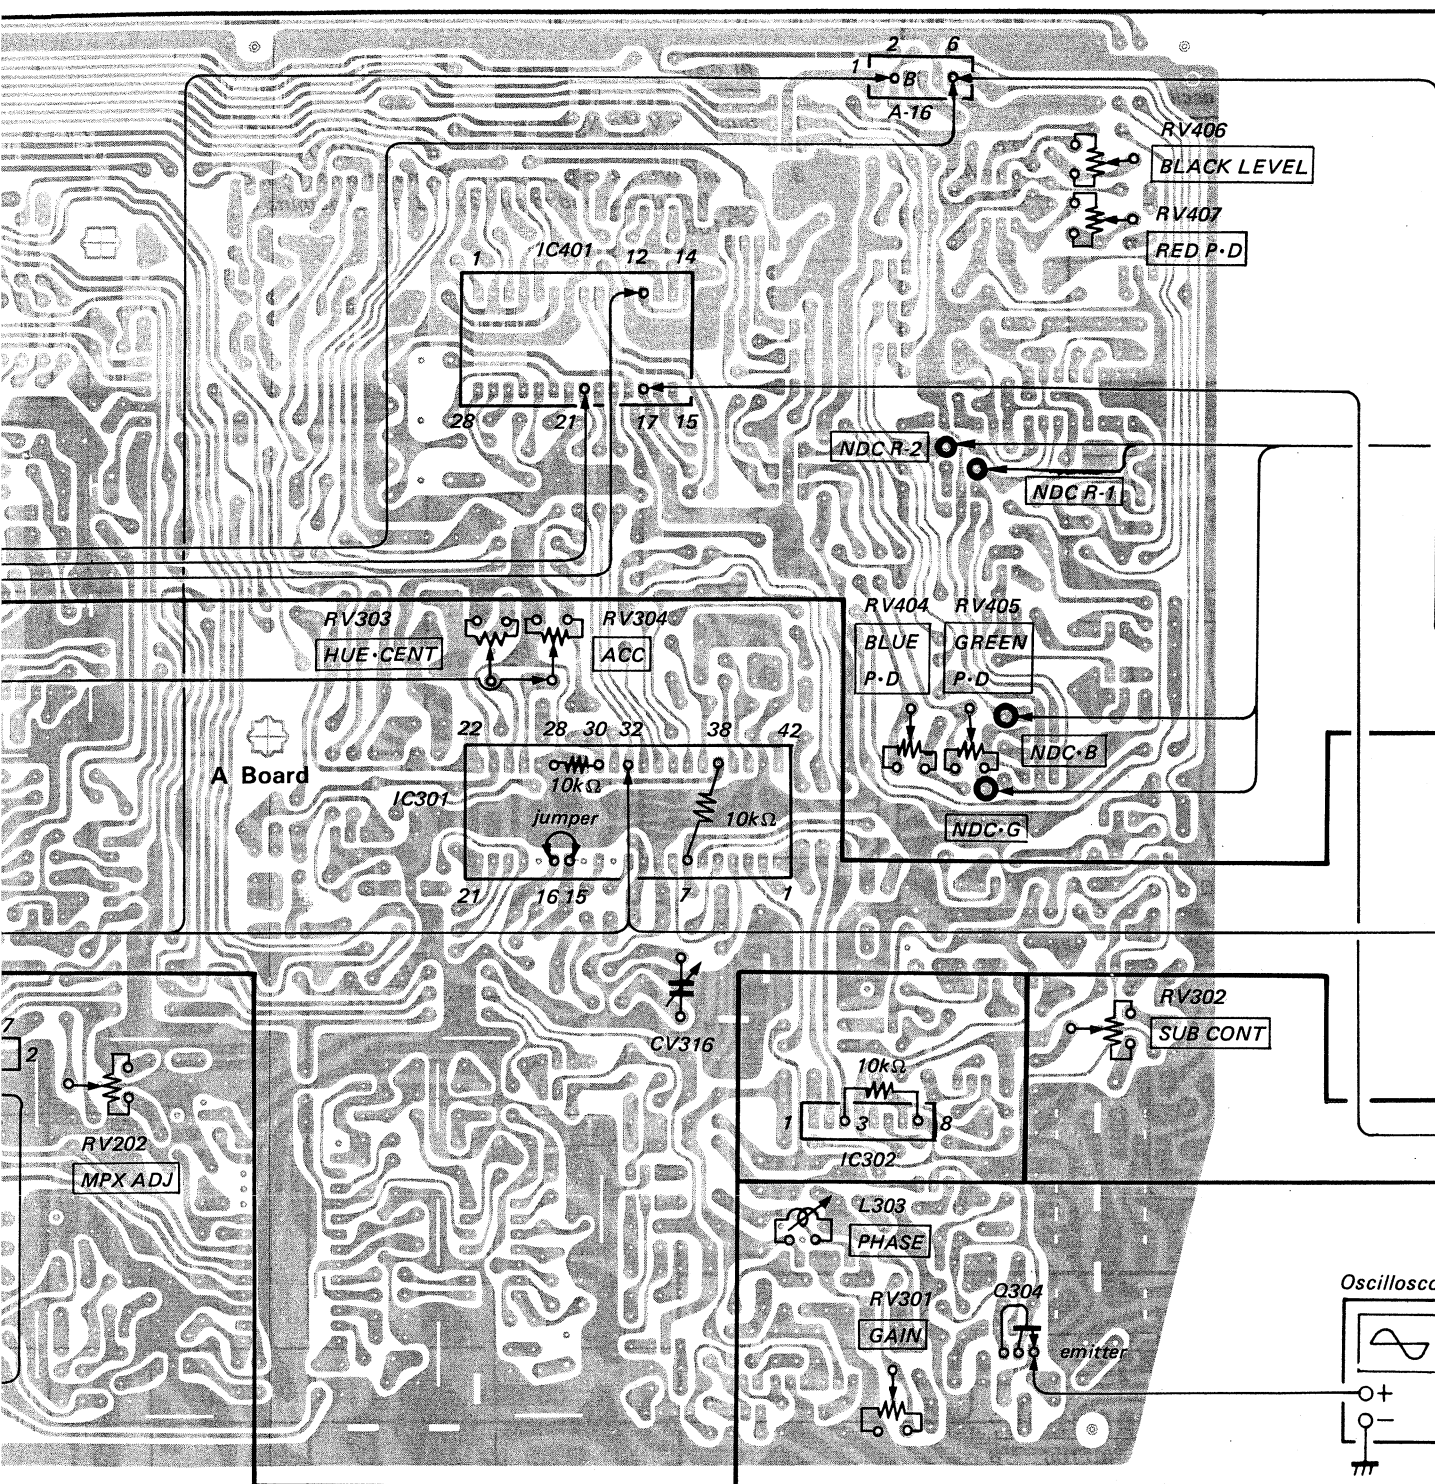 2 6
1 B
A-16
RV406
BLACK LEVEL
RV407
RED P·D
1 IC401 12 14
28 21 17 15
NDC R-2
NDC R-1
RV303
HUE·CENT
RV304
ACC
RV404 RV405
BLUE GREEN
P·D P·D
22 28 30 32 38 42
NDC·B
A Board
10kΩ
IC301
jumper
10kΩ
NDC·G
21 16 15 7 1
RV302
SUB CONT
CV316
7
2
10kΩ
1 3 8
IC302
RV202
MPX ADJ
L303
PHASE
RV301 Q304
GAIN
emitter
Oscillosco
+
−